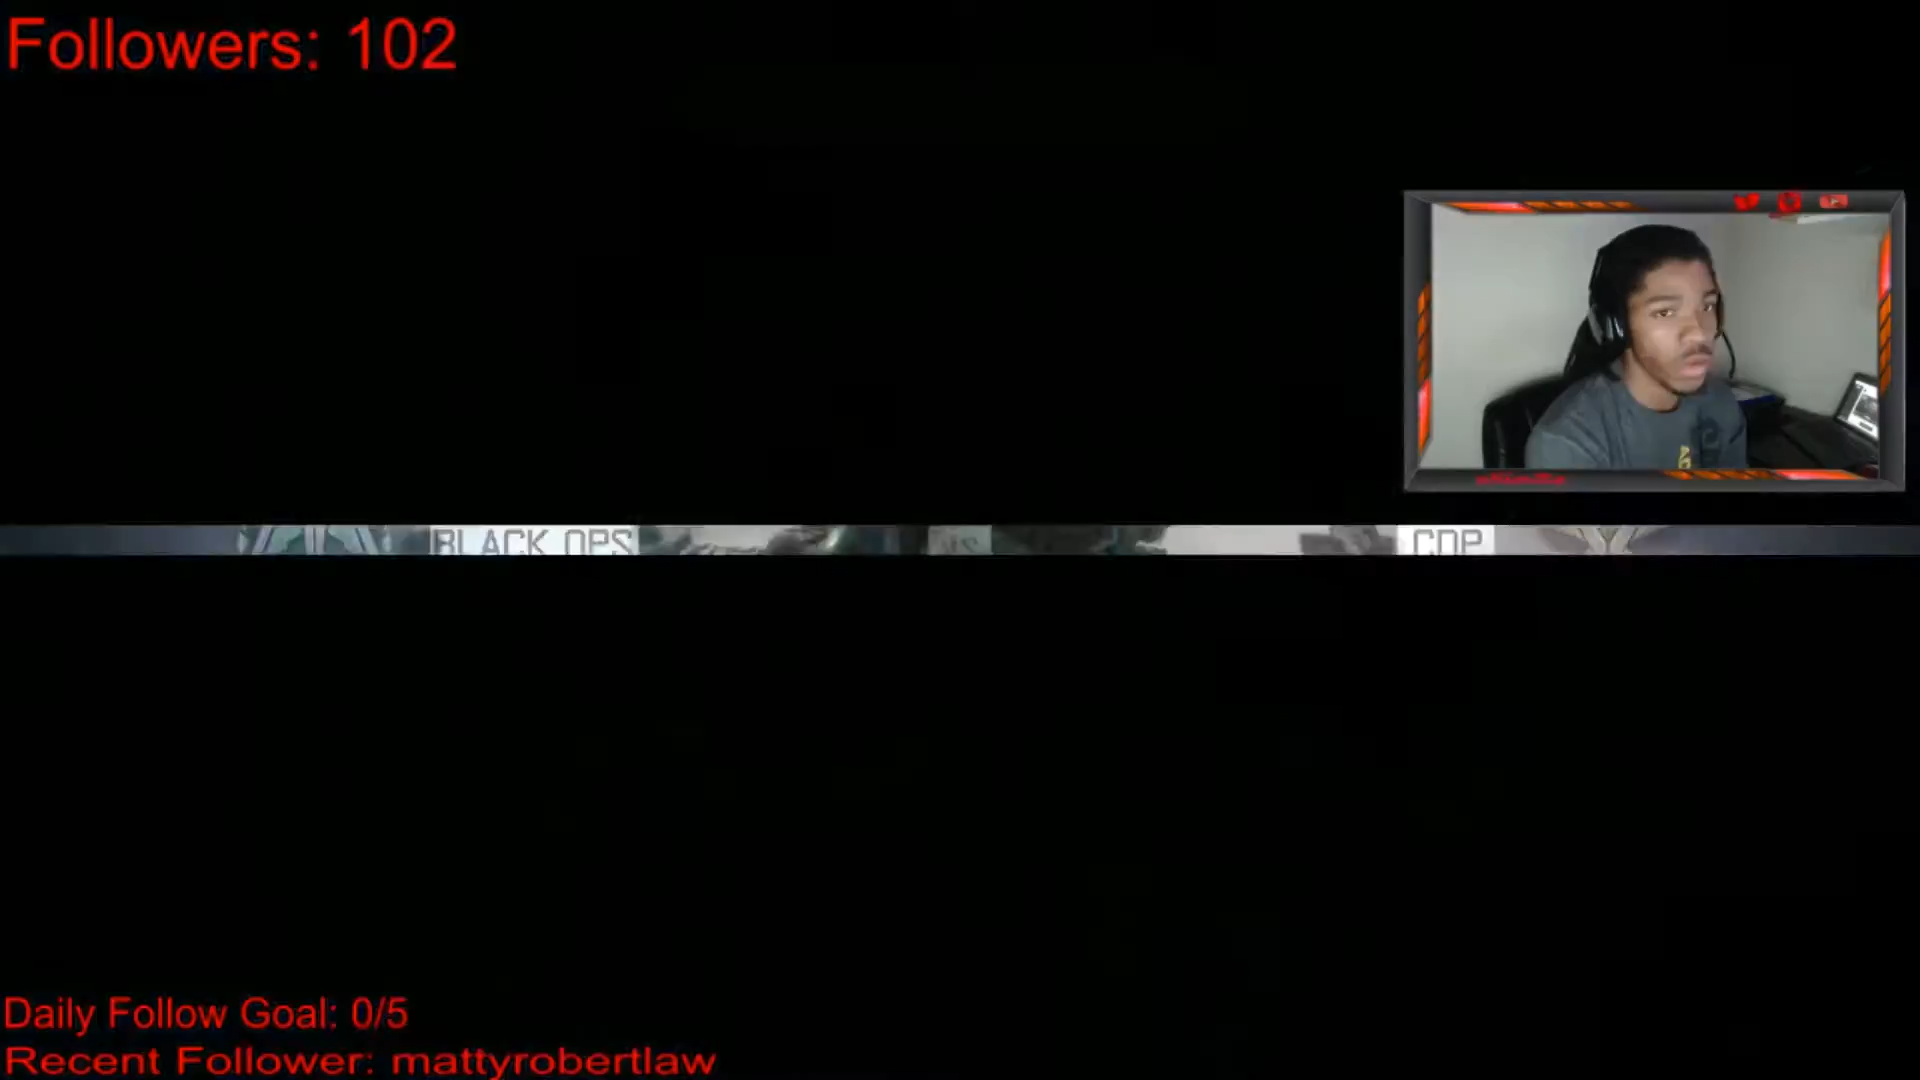 Followers: 102
BLACK OPS
CDP
Daily Follow Goal: 0/5
Recent Follower: mattyrobertlaw